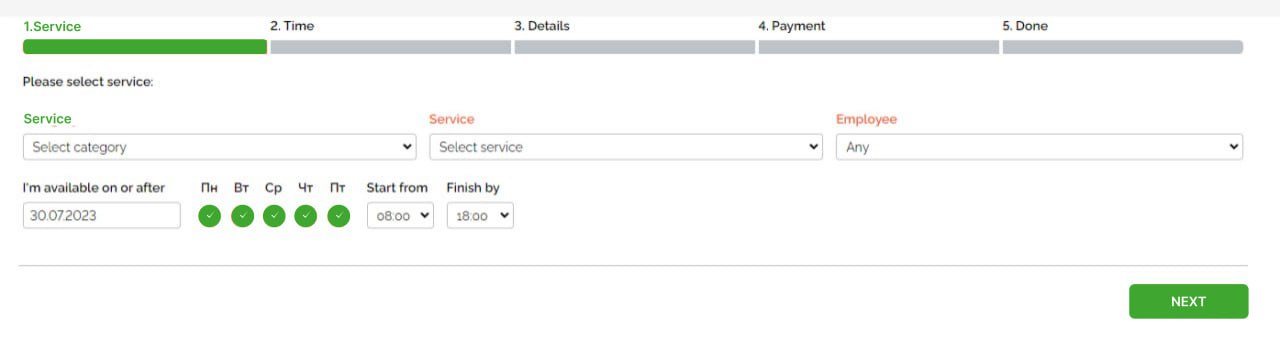 1.Service 2. Time 3. Details 4. Payment 5. Done
Please select service:
Service Service Employee
Select category Select service Any
I'm available on or after Пн Вт Ср Чт Пт Start from Finish by
30.07.2023 08:00 18:00
NEXT